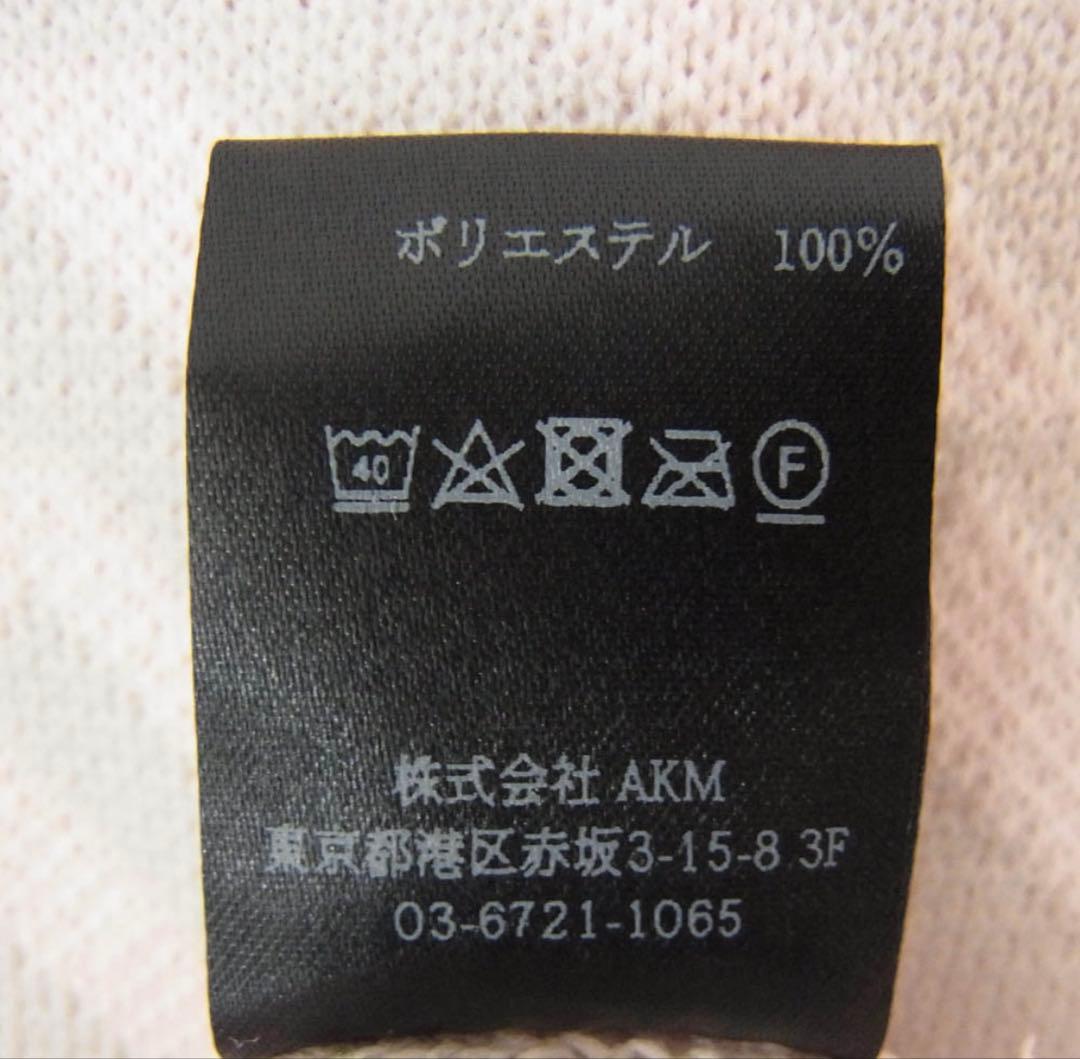 ポリエステル 100%
40 F
株式会社 AKM
東京都港区赤坂3-15-8 3F
03-6721-1065